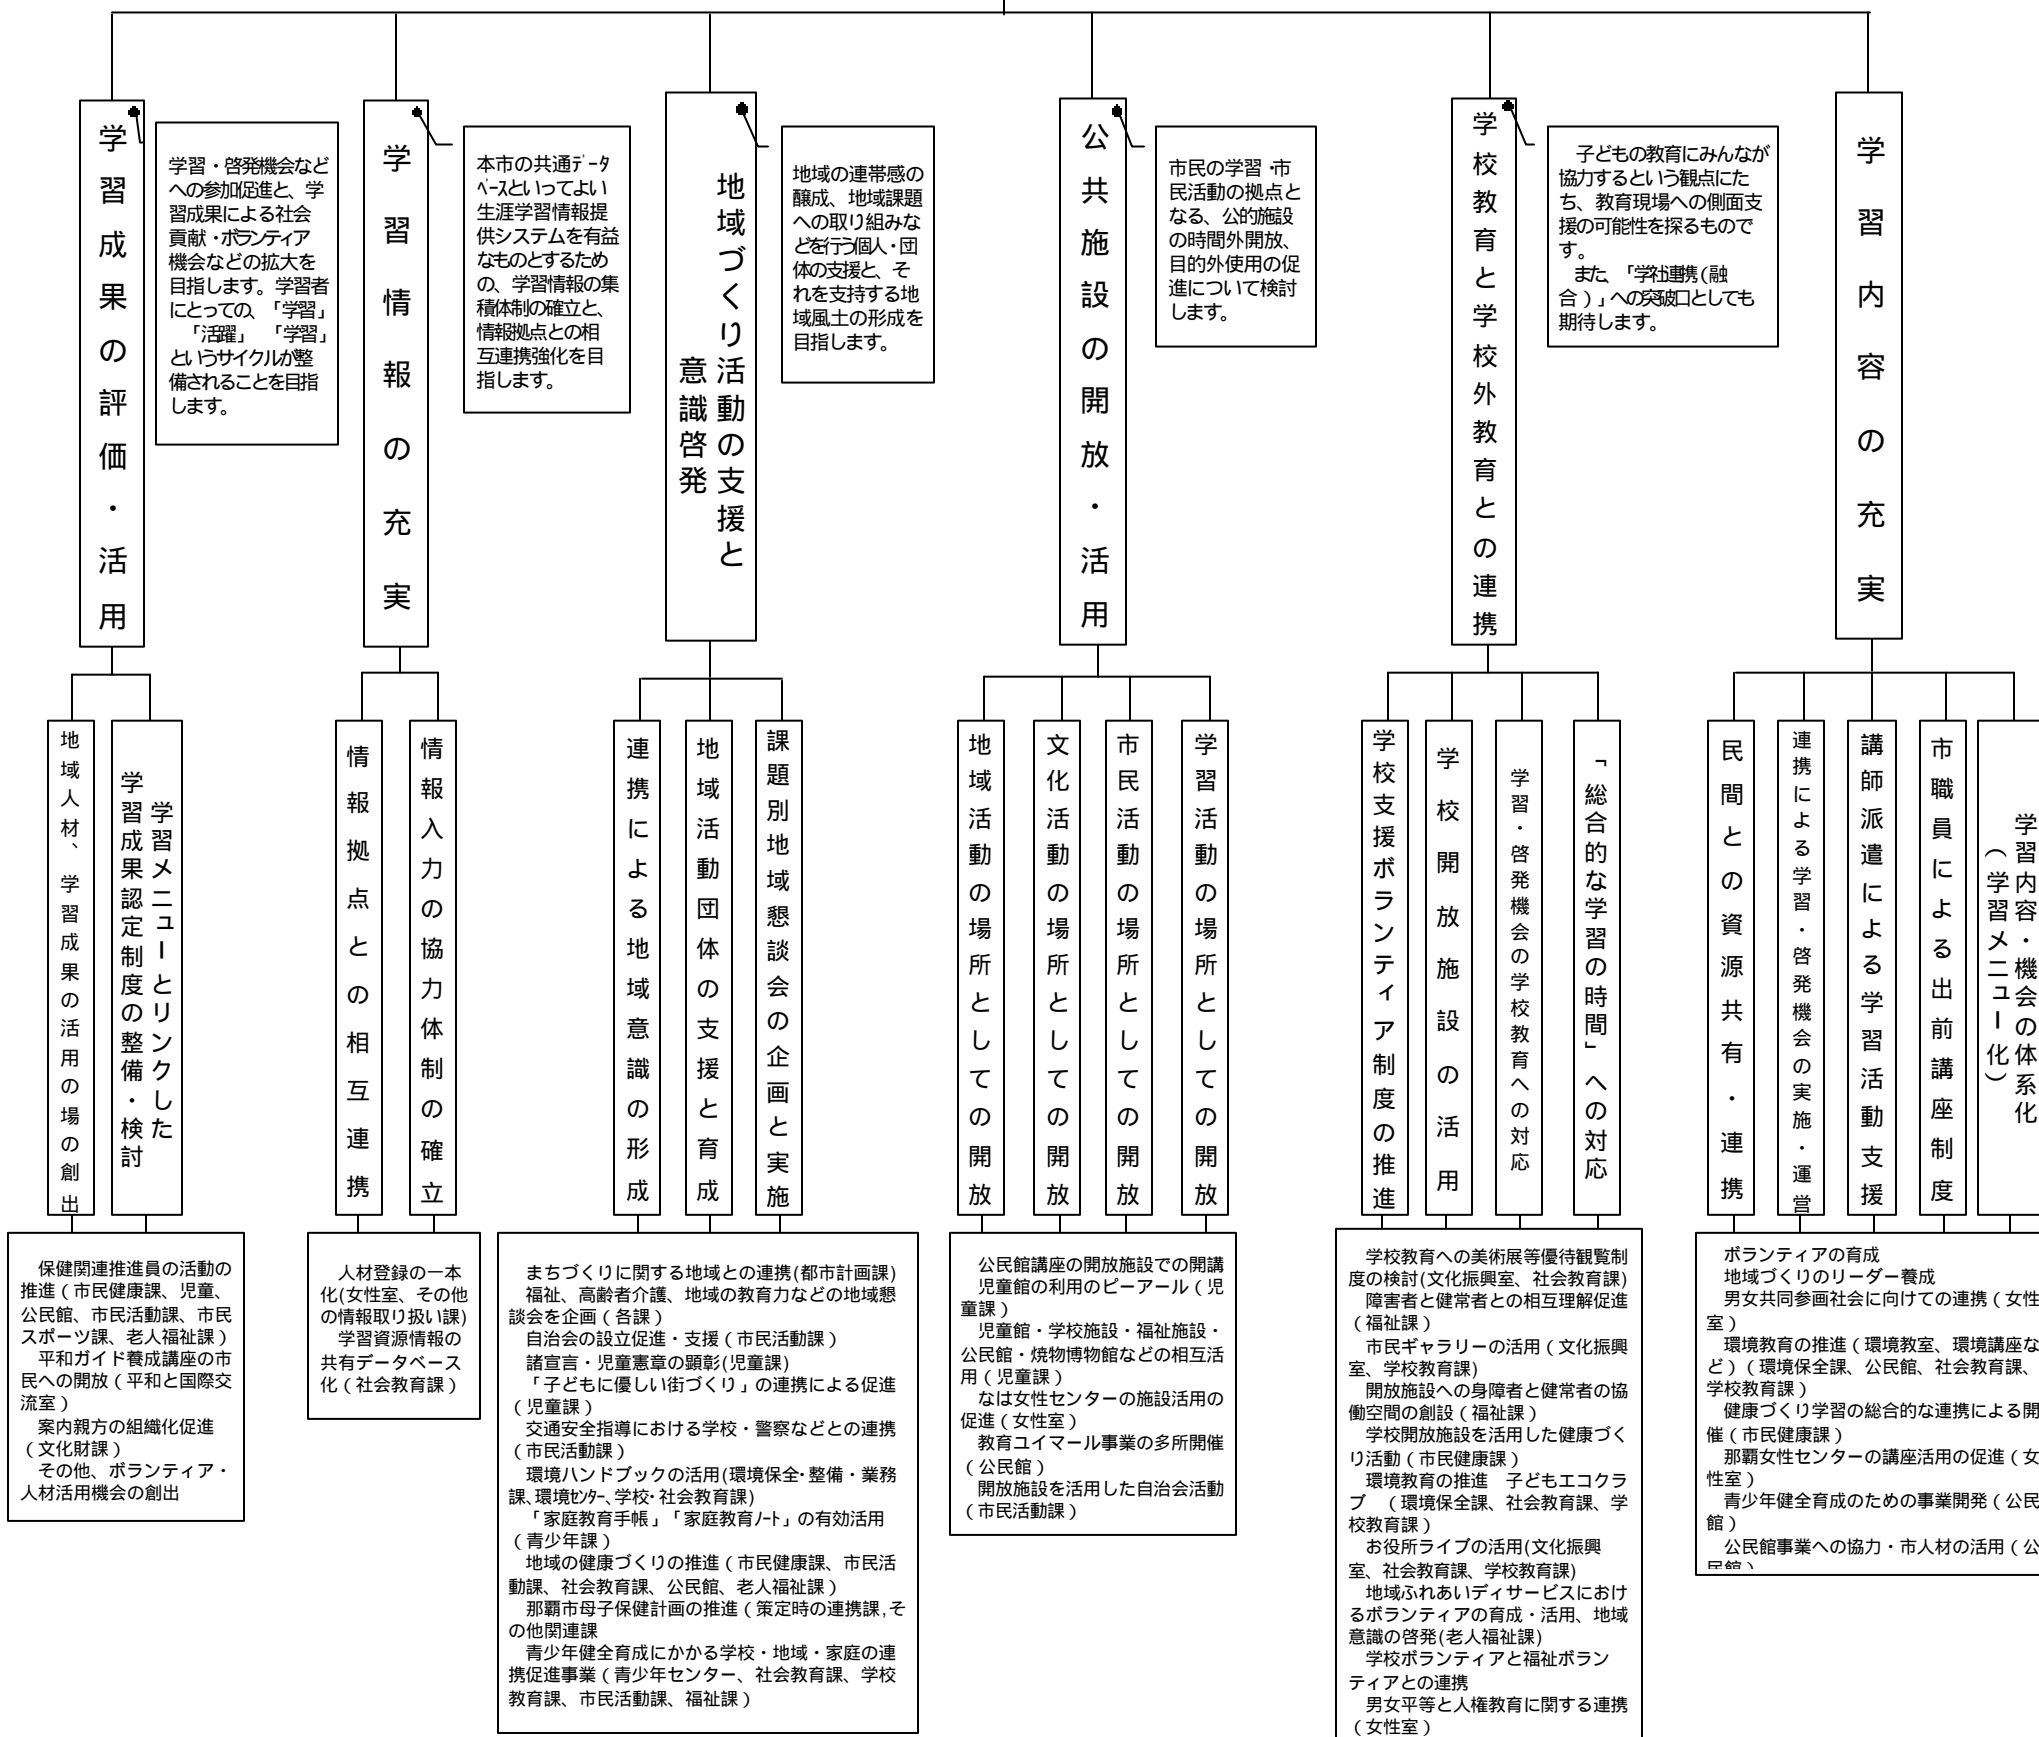 学習成果の評価・活用
学習・啓発機会など
への参加促進と、学
習成果による社会
貢献・ボランティア
機会などの拡大を
目指します。学習者
にとっての、「学習」
「活躍」　「学習」
というサイクルが整
備されることを目指
します。
学習情報の充実
本市の共通データ
ベースといってよい
生涯学習情報提
供システムを有益
なものとするため
の、学習情報の集
積体制の確立と、
情報拠点との相
互連携強化を目
指します。
地域づくり活動の支援と
意識啓発
地域の連帯感の
醸成、地域課題
への取り組みな
どを行う個人・団
体の支援と、そ
れを支持する地
域風土の形成を
目指します。
公共施設の開放・活用
市民の学習・市
民活動の拠点と
なる、公的施設
の時間外開放、
目的外使用の促
進について検討
します。
学校教育と学校外教育との連携
子どもの教育にみんなが
協力するという観点にた
ち、教育現場への側面支
援の可能性を探るもので
す。
また、「学社連携(融
合）」への突破口としても
期待します。
学習内容の充実
地域人材、学習成果の活用の場の創出
学習メニューとリンクした
学習成果認定制度の整備・検討
情報拠点との相互連携
情報入力の協力体制の確立
連携による地域意識の形成
地域活動団体の支援と育成
課題別地域懇談会の企画と実施
地域活動の場所としての開放
文化活動の場所としての開放
市民活動の場所としての開放
学習活動の場所としての開放
学校支援ボランティア制度の推進
学校開放施設の活用
学習・啓発機会の学校教育への対応
「総合的な学習の時間」への対応
民間との資源共有・連携
連携による学習・啓発機会の実施・運営
講師派遣による学習活動支援
市職員による出前講座制度
学習内容・機会の体系化
（学習メニュー化）
保健関連推進員の活動の
推進（市民健康課、児童、
公民館、市民活動課、市民
スポーツ課、老人福祉課）
平和ガイド養成講座の市
民への開放（平和と国際交
流室）
案内親方の組織化促進
（文化財課）
その他、ボランティア・
人材活用機会の創出
人材登録の一本
化(女性室、その他
の情報取り扱い課)
学習資源情報の
共有データベース
化（社会教育課）
まちづくりに関する地域との連携(都市計画課)
福祉、高齢者介護、地域の教育力などの地域懇
談会を企画（各課）
自治会の設立促進・支援（市民活動課）
諸宣言・児童憲章の顕彰(児童課)
「子どもに優しい街づくり」の連携による促進
（児童課）
交通安全指導における学校・警察などとの連携
（市民活動課）
環境ハンドブックの活用(環境保全・整備・業務
課、環境センター、学校・社会教育課)
「家庭教育手帳」「家庭教育ノート」の有効活用
（青少年課）
地域の健康づくりの推進（市民健康課、市民活
動課、社会教育課、公民館、老人福祉課）
那覇市母子保健計画の推進（策定時の連携課,そ
の他関連課
青少年健全育成にかかる学校・地域・家庭の連
携促進事業（青少年センター、社会教育課、学校
教育課、市民活動課、福祉課）
公民館講座の開放施設での開講
児童館の利用のピーアール（児
童課）
児童館・学校施設・福祉施設・
公民館・焼物博物館などの相互活
用（児童課）
なは女性センターの施設活用の
促進（女性室）
教育ユイマール事業の多所開催
（公民館）
開放施設を活用した自治会活動
（市民活動課）
学校教育への美術展等優待観覧制
度の検討(文化振興室、社会教育課)
障害者と健常者との相互理解促進
（福祉課）
市民ギャラリーの活用（文化振興
室、学校教育課）
開放施設への身障者と健常者の協
働空間の創設（福祉課）
学校開放施設を活用した健康づく
り活動（市民健康課）
環境教育の推進　子どもエコクラ
ブ　（環境保全課、社会教育課、学
校教育課）
お役所ライブの活用(文化振興
室、社会教育課、学校教育課)
地域ふれあいディサービスにおけ
るボランティアの育成・活用、地域
意識の啓発(老人福祉課)
学校ボランティアと福祉ボラン
ティアとの連携
男女平等と人権教育に関する連携
（女性室）
ボランティアの育成
地域づくりのリーダー養成
男女共同参画社会に向けての連携（女性
室）
環境教育の推進（環境教室、環境講座な
ど）（環境保全課、公民館、社会教育課、
学校教育課）
健康づくり学習の総合的な連携による開
催（市民健康課）
那覇女性センターの講座活用の促進（女
性室）
青少年健全育成のための事業開発（公民
館）
公民館事業への協力・市人材の活用（公
民館）